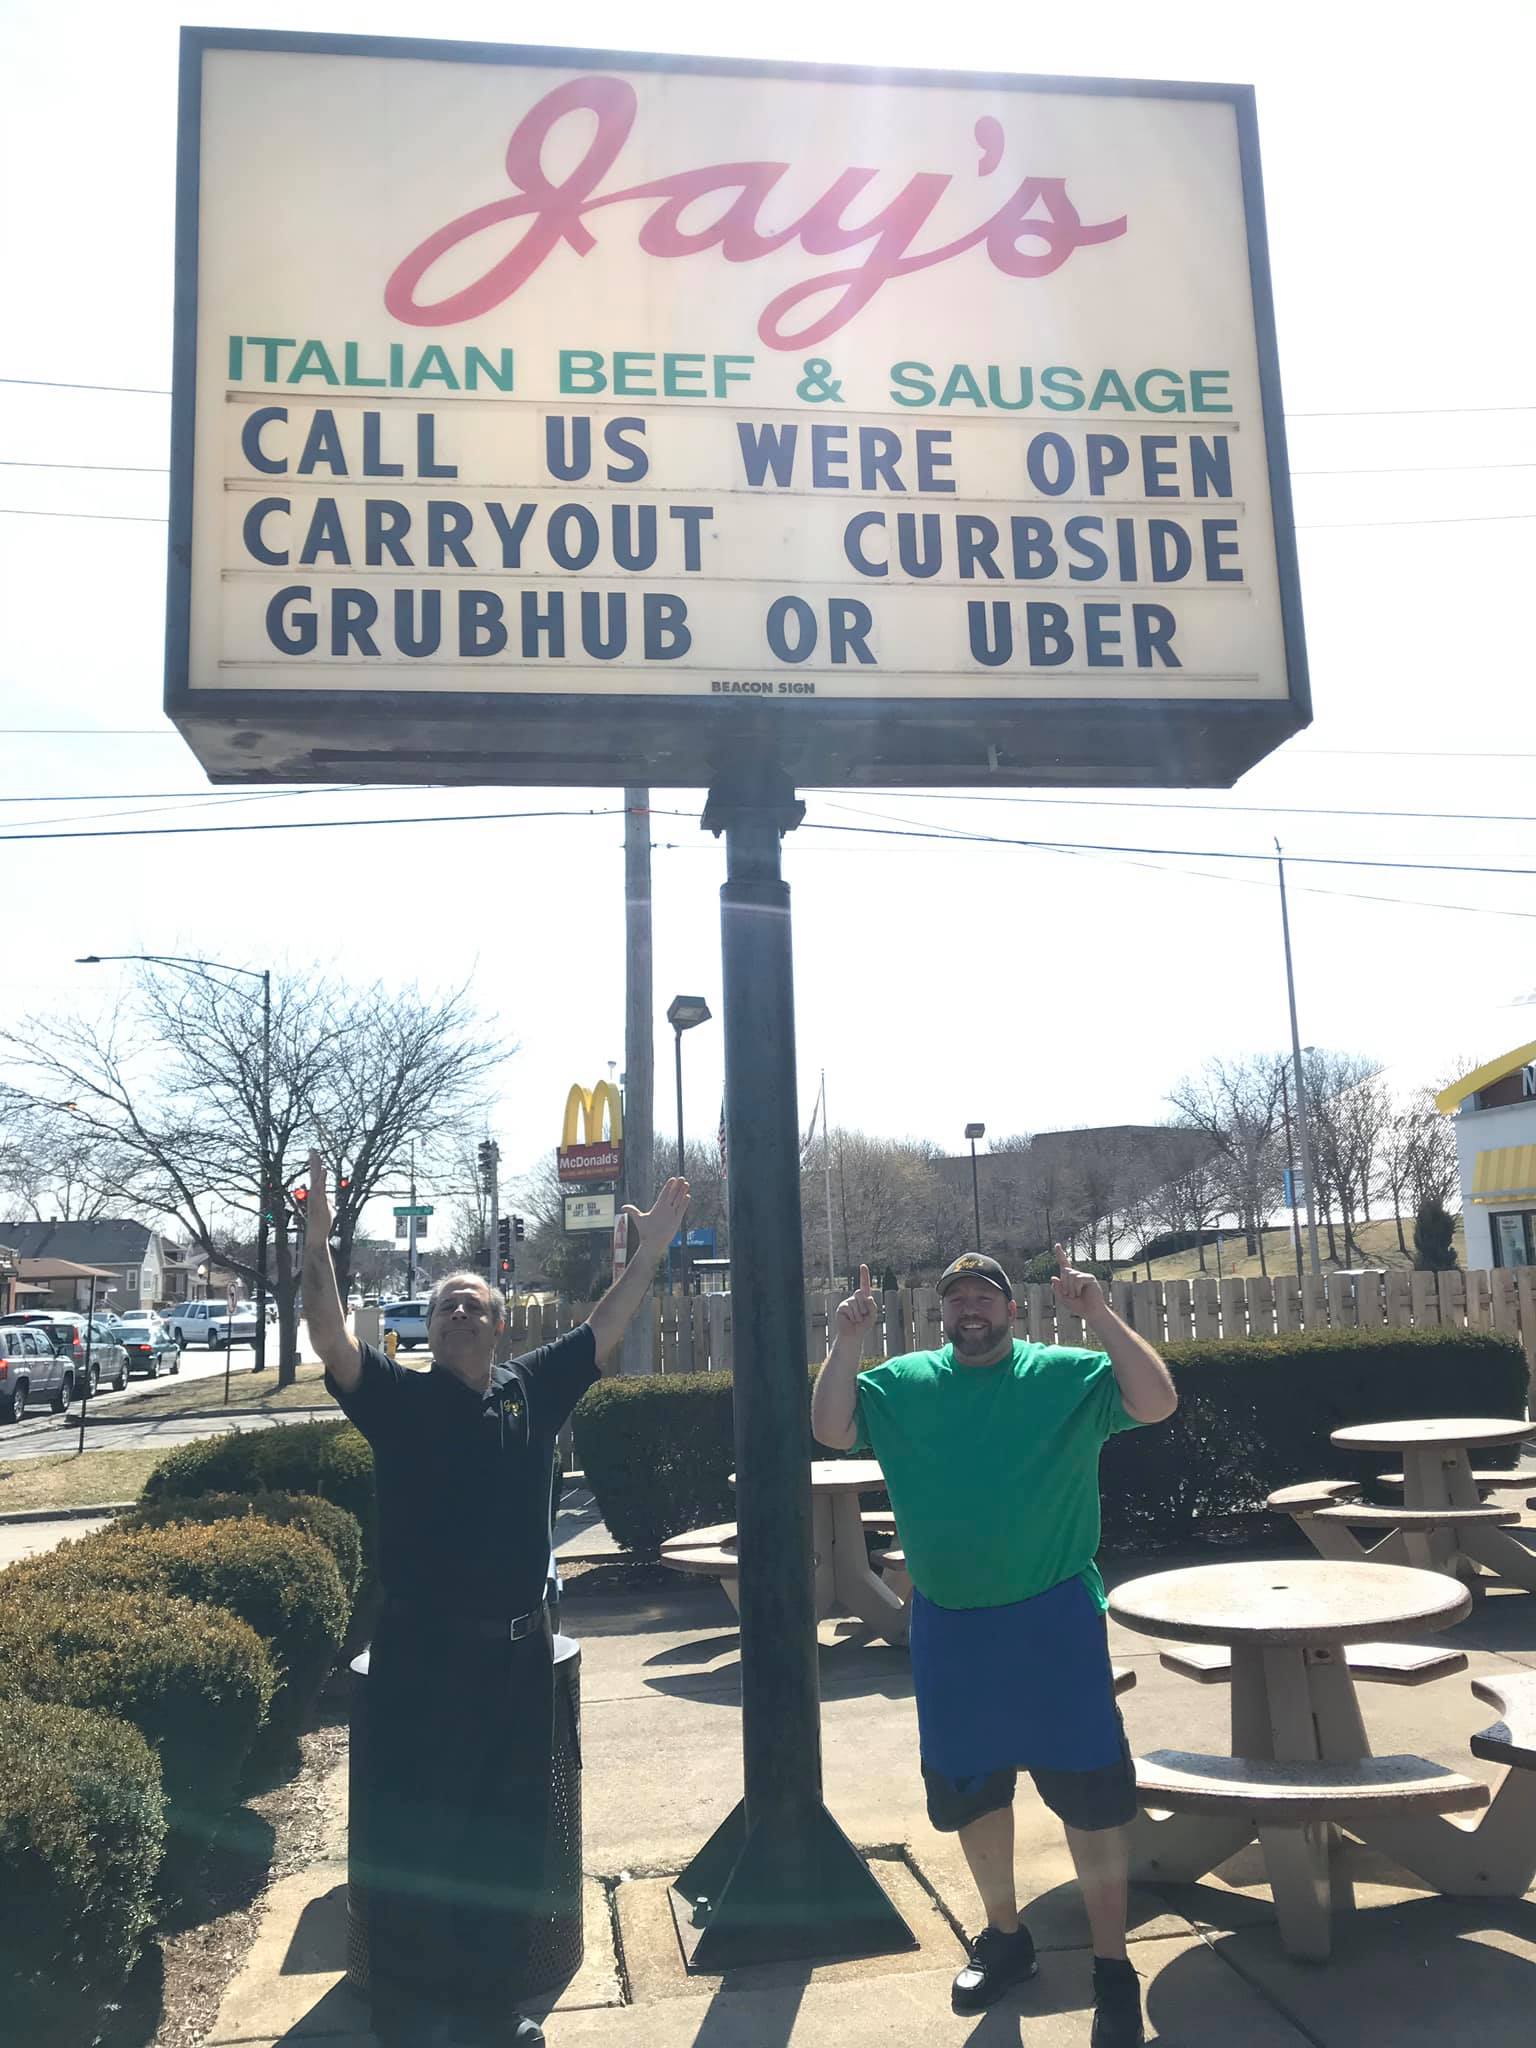 Jay's
ITALIAN BEEF & SAUSAGE
CALL US WERE OPEN
CARRYOUT CURBSIDE
GRUBHUB OR UBER
BEACON SIGN
McDonald's